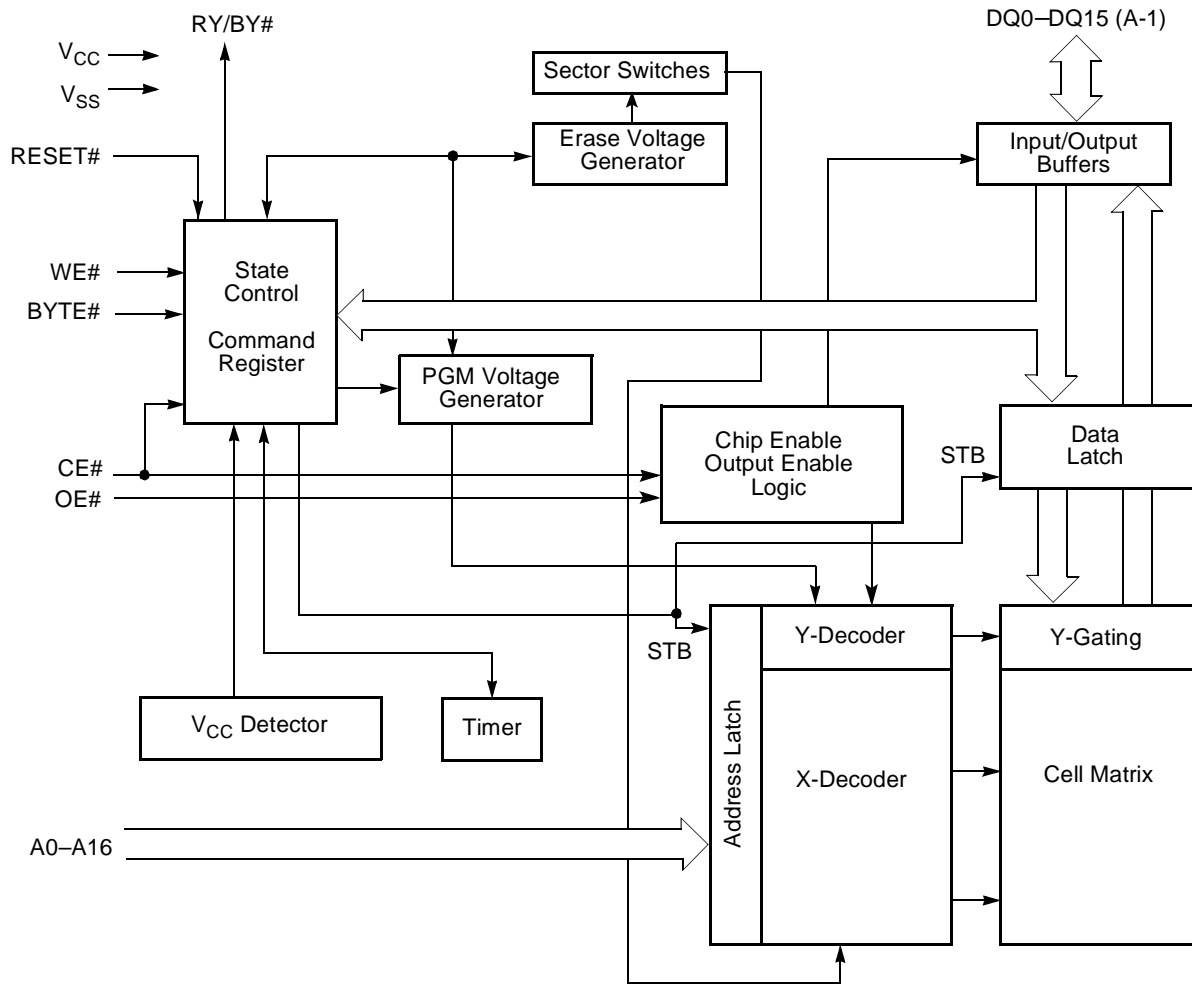 RY/BY#
DQ0–DQ15 (A-1)
VCC
VSS
Sector Switches
RESET#
Erase Voltage
Generator
Input/Output
Buffers
WE#
BYTE#
State
Control
Command
Register
PGM Voltage
Generator
CE#
OE#
Chip Enable
Output Enable
Logic
STB
Data
Latch
STB
Y-Decoder
Y-Gating
VCC Detector
Timer
Address Latch
X-Decoder
Cell Matrix
A0–A16